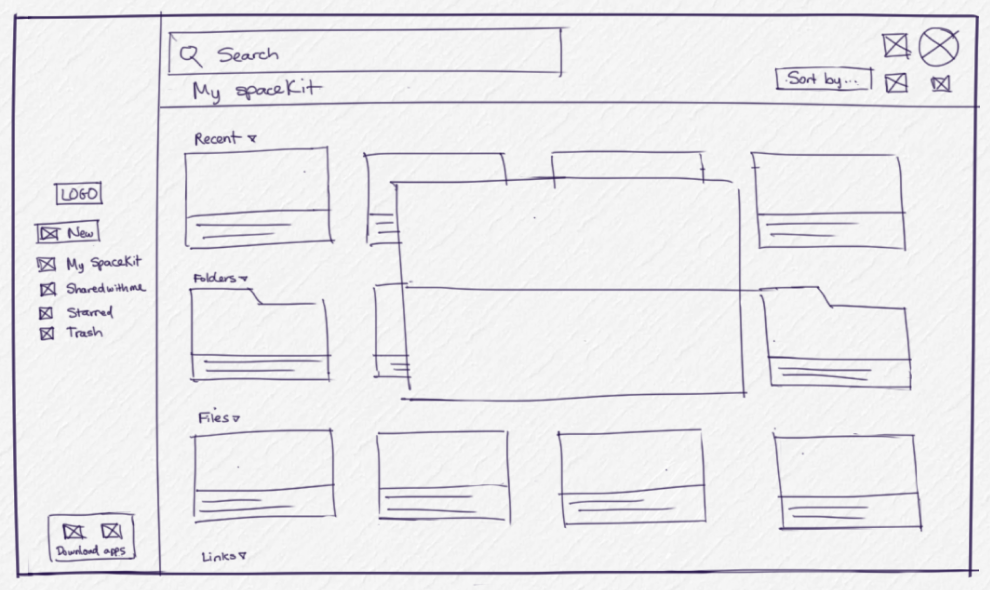 Search
My spaceKit
Sort by...
LOGO
New
My SpaceKit
Shared with me
Starred
Trash
Download apps
Recent
Folders
Files
Links